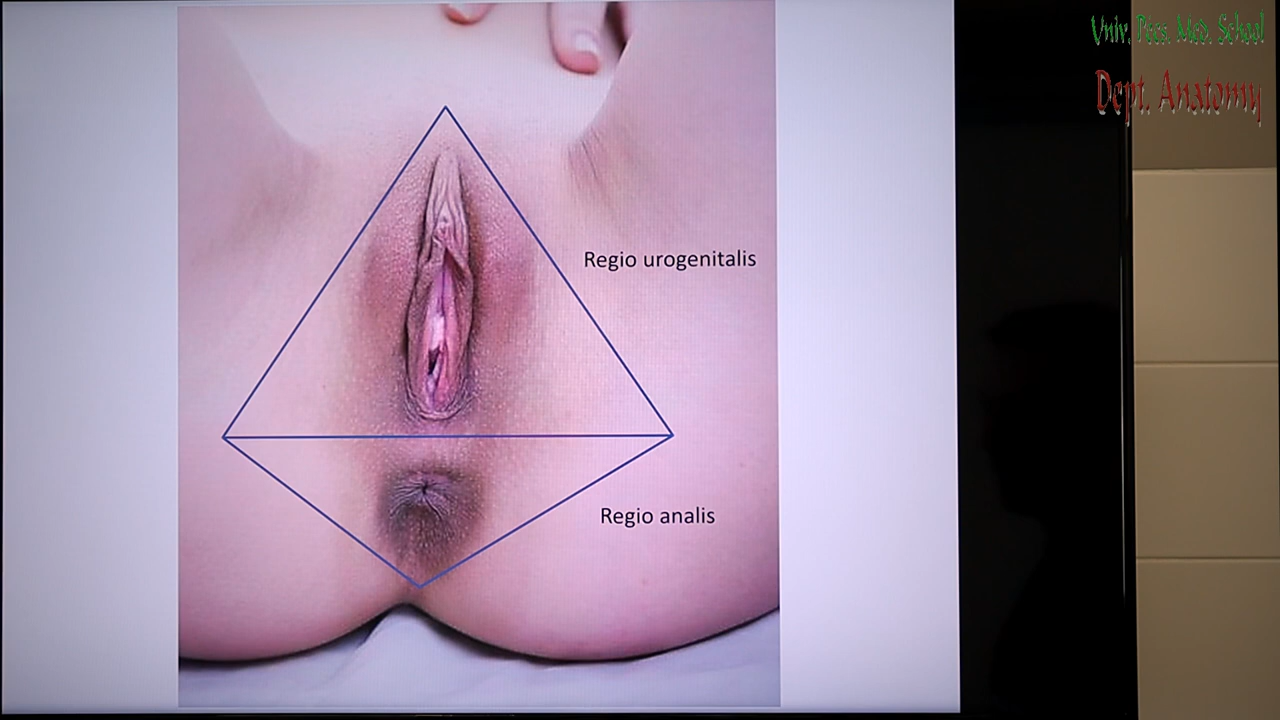 Univ. Pecs. Med. School
Dept. Anatomy
Regio urogenitalis
Regio analis